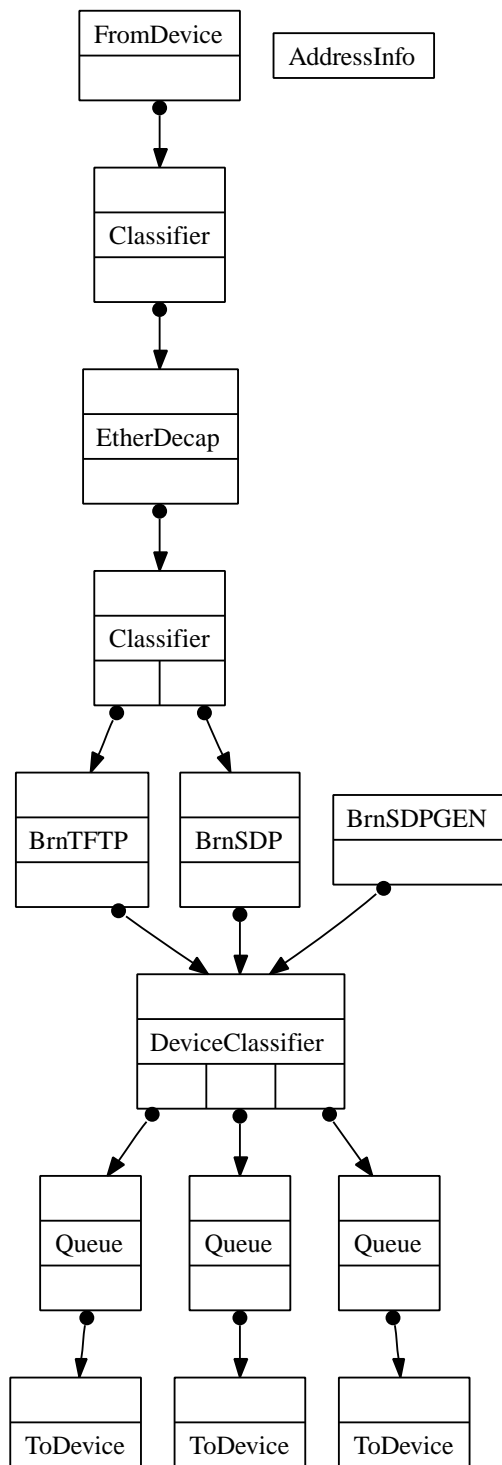 FromDevice
AddressInfo
Classifier
EtherDecap
Classifier
BrnTFTP
BrnSDP
BrnSDPGEN
DeviceClassifier
Queue
Queue
Queue
ToDevice
ToDevice
ToDevice